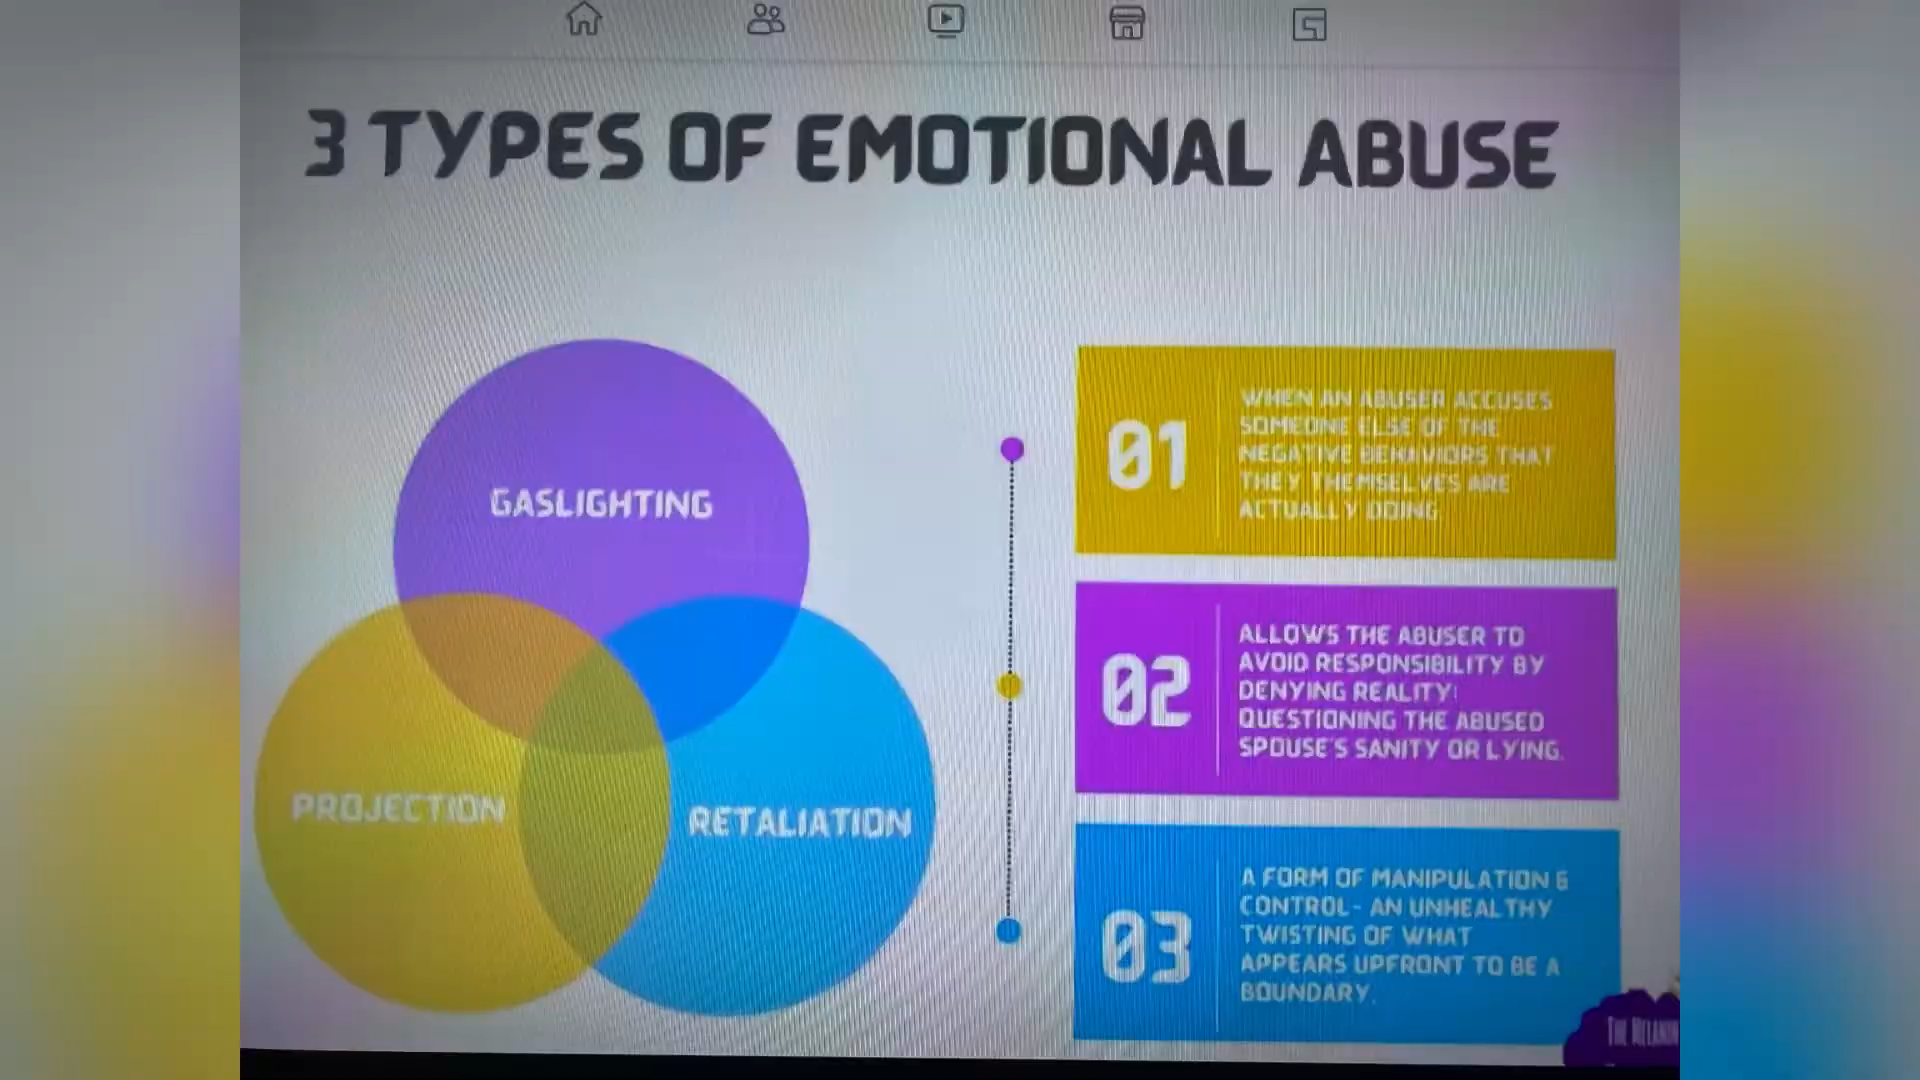 3 TYPES OF EMOTIONAL ABUSE
GASLIGHTING
PROJECTION
RETALIATION
01
WHEN AN ABUSER ACCUSES
SOMEONE ELSE OF THE
NEGATIVE BEHAVIORS THAT
THEY THEMSELVES ARE
ACTUALLY DOING.
02
ALLOWS THE ABUSER TO
AVOID RESPONSIBILITY BY
DENYING REALITY;
QUESTIONING THE ABUSED
SPOUSE'S SANITY OR LYING.
03
A FORM OF MANIPULATION &
CONTROL- AN UNHEALTHY
TWISTING OF WHAT
APPEARS UPFRONT TO BE A
BOUNDARY.
THE